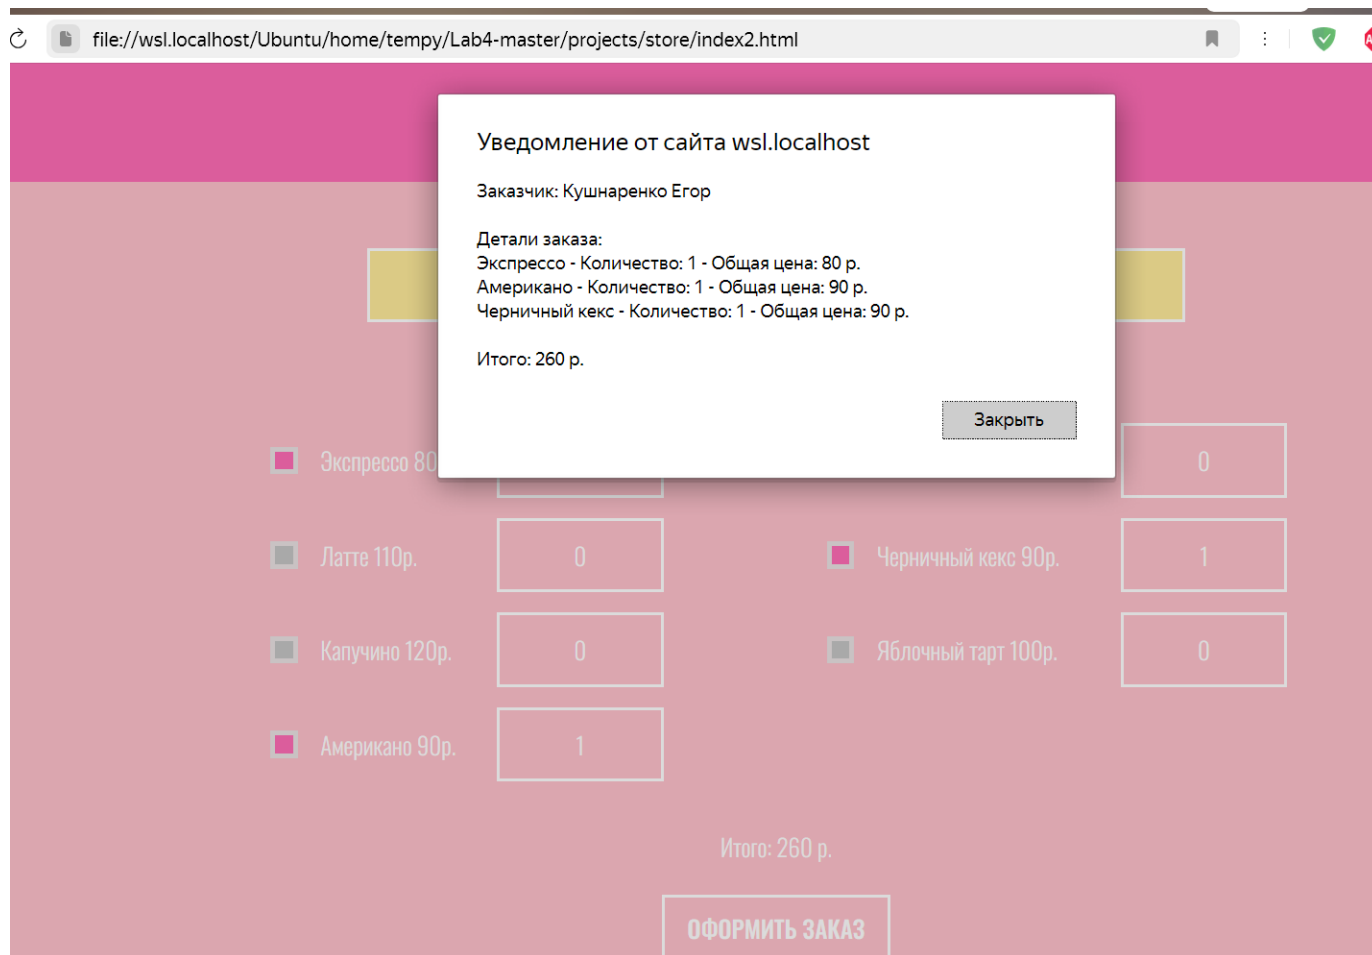 file://wsl.localhost/Ubuntu/home/tempy/Lab4-master/projects/store/index2.html
Уведомление от сайта wsl.localhost
Заказчик: Кушнаренко Егор
Детали заказа:
Экспрессо - Количество: 1 - Общая цена: 80 р.
Американо - Количество: 1 - Общая цена: 90 р.
Черничный кекс - Количество: 1 - Общая цена: 90 р.
Итого: 260 р.
Закрыть
Экспрессо 80
0
Латте 110р.
0
Черничный кекс 90р.
1
Капучино 120р.
0
Яблочный тарт 100р.
0
Американо 90р.
1
Итого: 260 р.
ОФОРМИТЬ ЗАКАЗ